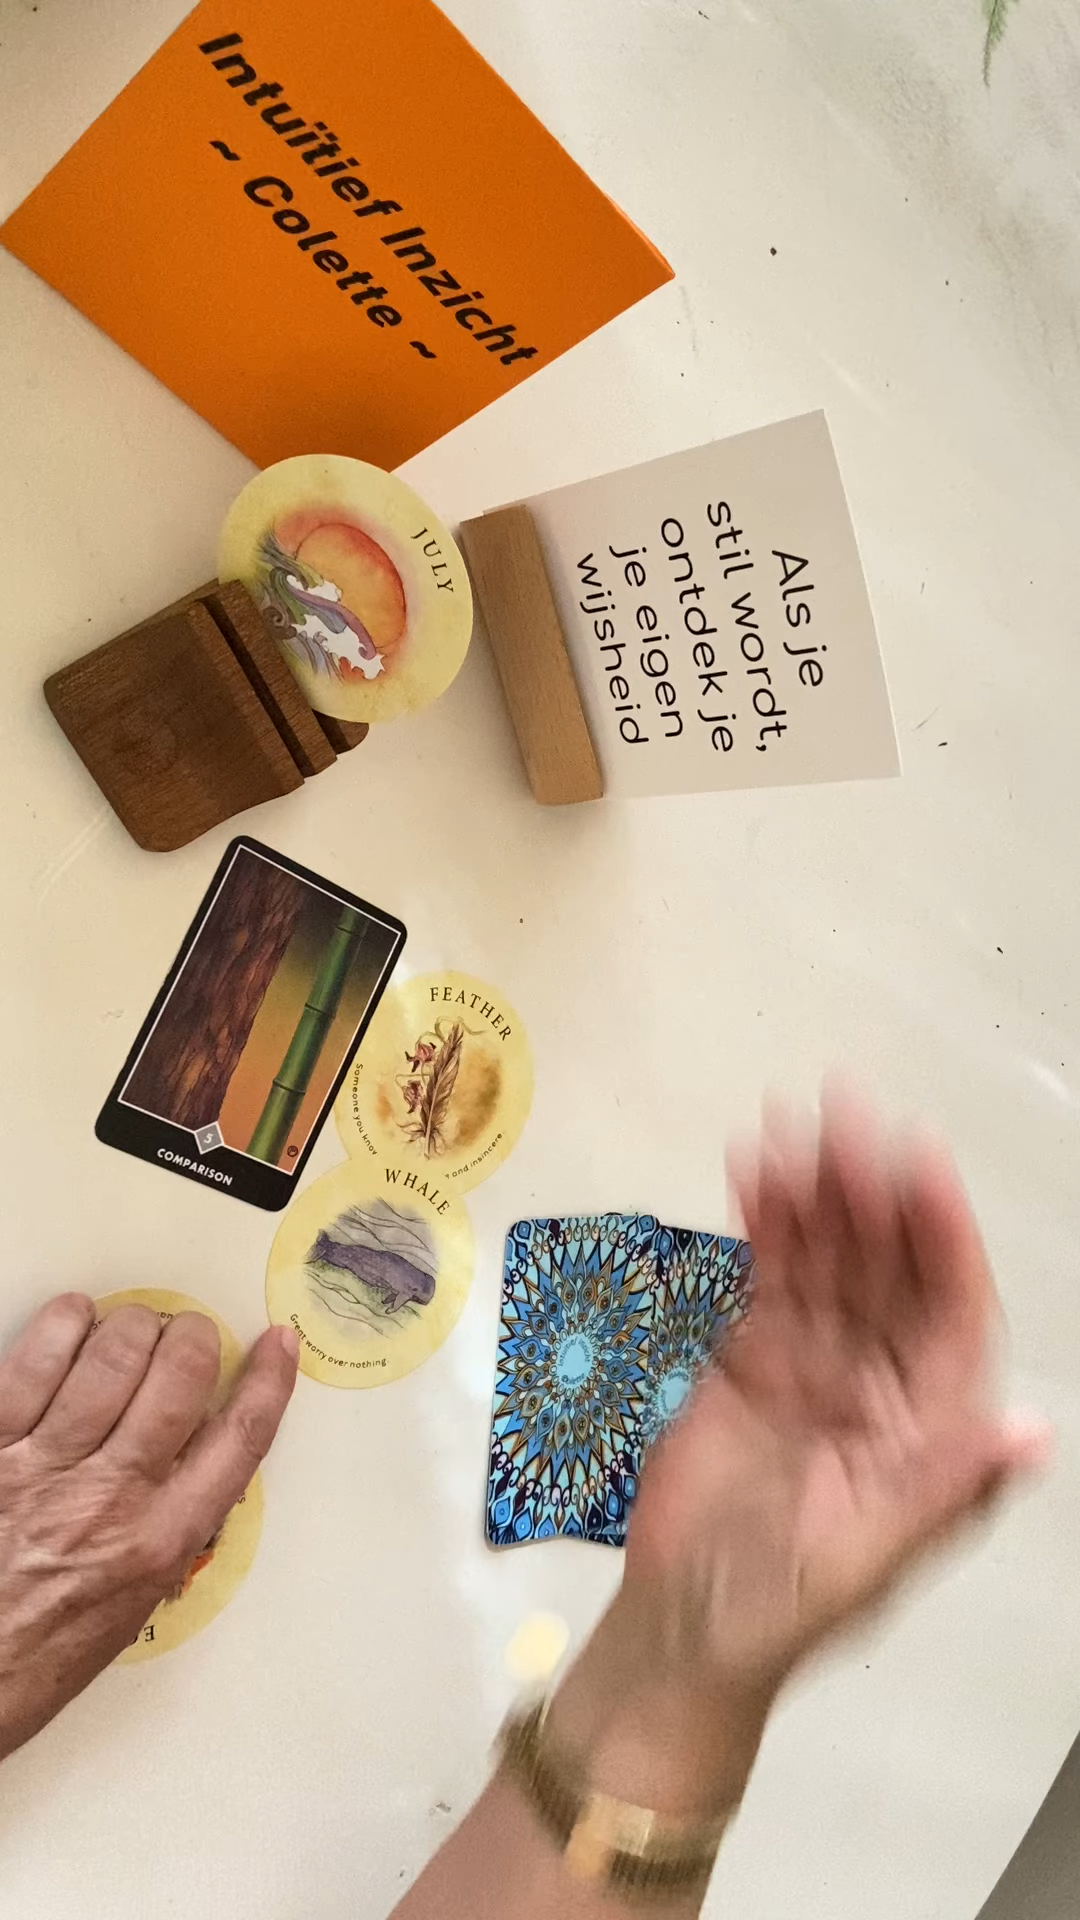 Intuïtief Inzicht
~ Colette ~
JULY
Als je
stil wordt,
ontdek je
je eigen
wijsheid
5
COMPARISON
FEATHER
Someone you know
and insincere
WHALE
Great worry over nothing